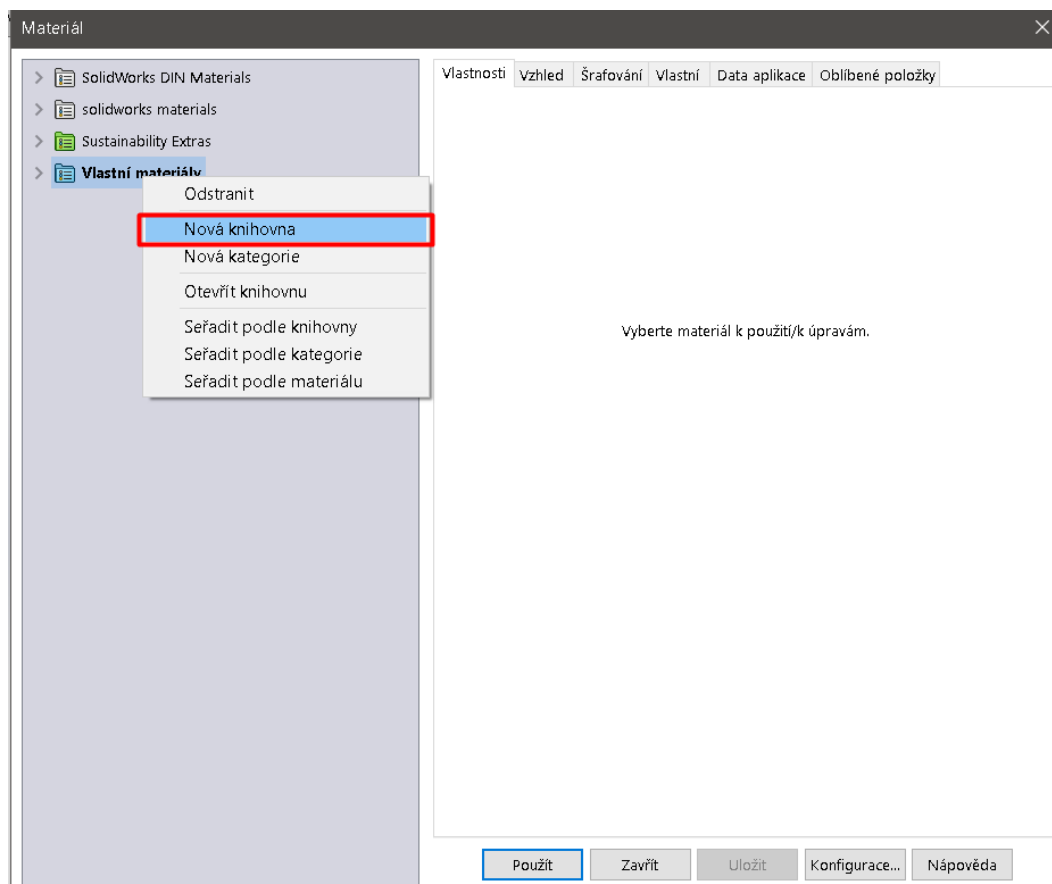 Materiál
SolidWorks DIN Materials
solidworks materials
Sustainability Extras
Vlastní materiály
Odstranit
Nová knihovna
Nová kategorie
Otevřít knihovnu
Seřadit podle knihovny
Seřadit podle kategorie
Seřadit podle materiálu
Vlastnosti Vzhled Šrafování Vlastní Data aplikace Oblíbené položky
Vyberte materiál k použití/k úpravám.
Použít Zavřít Uložit Konfigurace... Nápověda